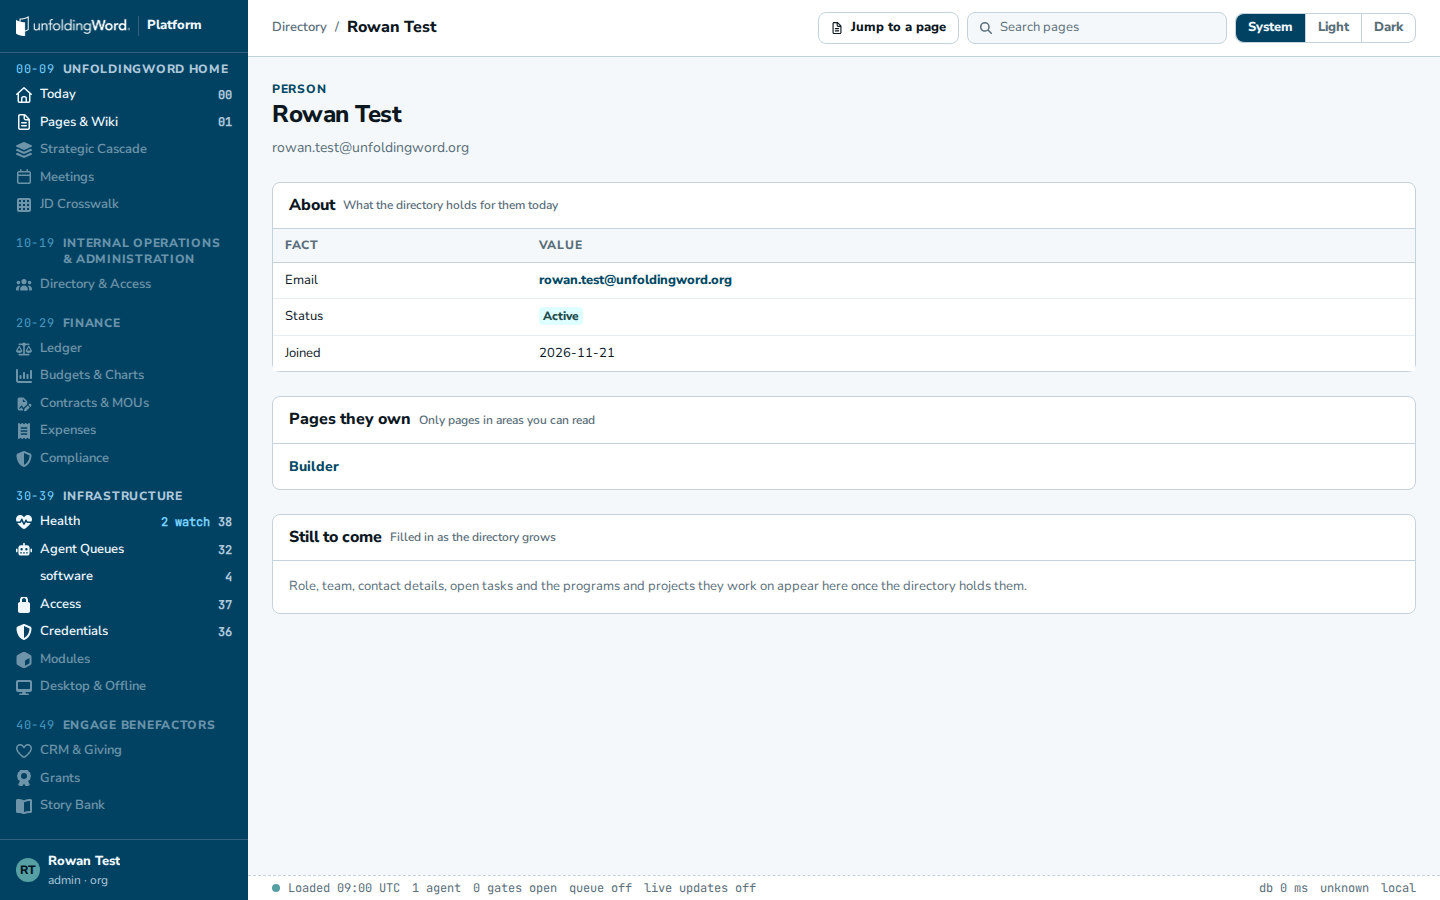 unfoldingWord. Platform
00-09 UNFOLDINGWORD HOME
Today 00
Pages & Wiki 01
Strategic Cascade
Meetings
JD Crosswalk
10-19 INTERNAL OPERATIONS
& ADMINISTRATION
Directory & Access
20-29 FINANCE
Ledger
Budgets & Charts
Contracts & MOUs
Expenses
Compliance
30-39 INFRASTRUCTURE
Health 2 watch 38
Agent Queues 32
software 4
Access 37
Credentials 36
Modules
Desktop & Offline
40-49 ENGAGE BENEFACTORS
CRM & Giving
Grants
Story Bank
RT Rowan Test
admin · org
Directory / Rowan Test
Jump to a page
Search pages
System Light Dark
PERSON
Rowan Test
rowan.test@unfoldingword.org
About What the directory holds for them today
FACT VALUE
Email rowan.test@unfoldingword.org
Status Active
Joined 2026-11-21
Pages they own Only pages in areas you can read
Builder
Still to come Filled in as the directory grows
Role, team, contact details, open tasks and the programs and projects they work on appear here once the directory holds them.
Loaded 09:00 UTC 1 agent 0 gates open queue off live updates off
db 0 ms unknown local